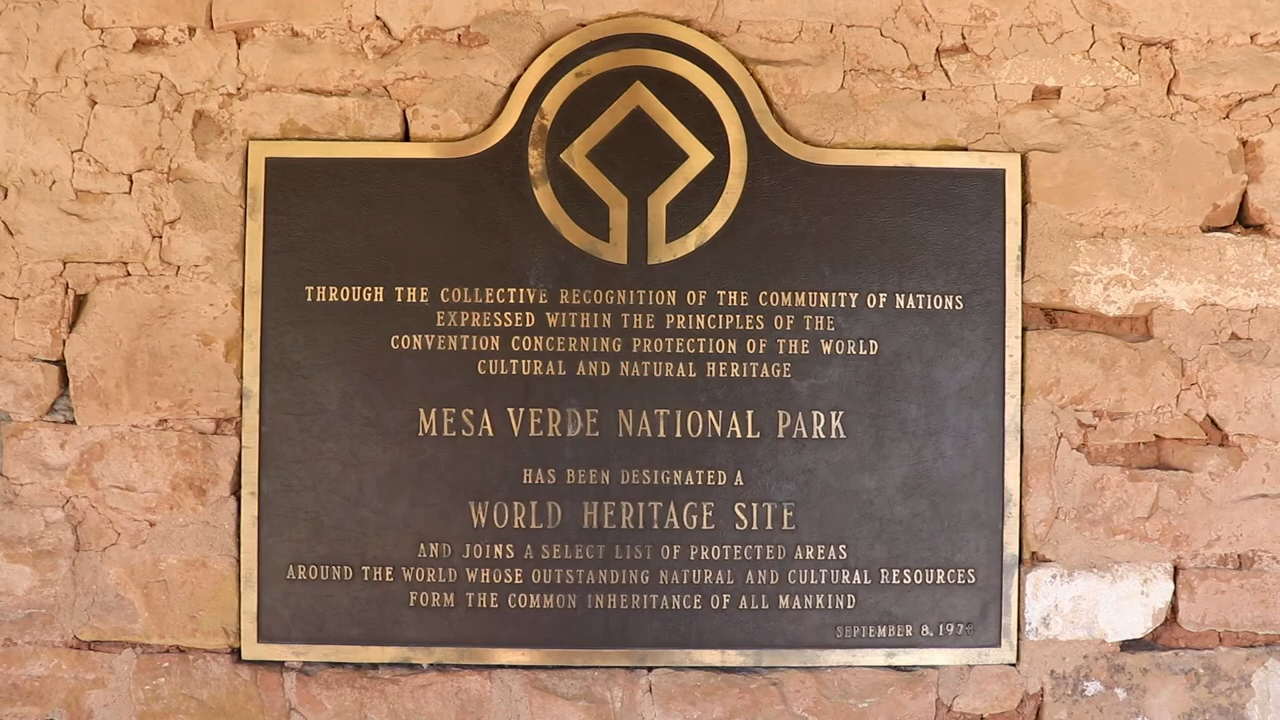 THROUGH THE COLLECTIVE RECOGNITION OF THE COMMUNITY OF NATIONS
EXPRESSED WITHIN THE PRINCIPLES OF THE
CONVENTION CONCERNING PROTECTION OF THE WORLD
CULTURAL AND NATURAL HERITAGE
MESA VERDE NATIONAL PARK
HAS BEEN DESIGNATED A
WORLD HERITAGE SITE
AND JOINS A SELECT LIST OF PROTECTED AREAS
AROUND THE WORLD WHOSE OUTSTANDING NATURAL AND CULTURAL RESOURCES
FORM THE COMMON INHERITANCE OF ALL MANKIND
SEPTEMBER 8, 1978